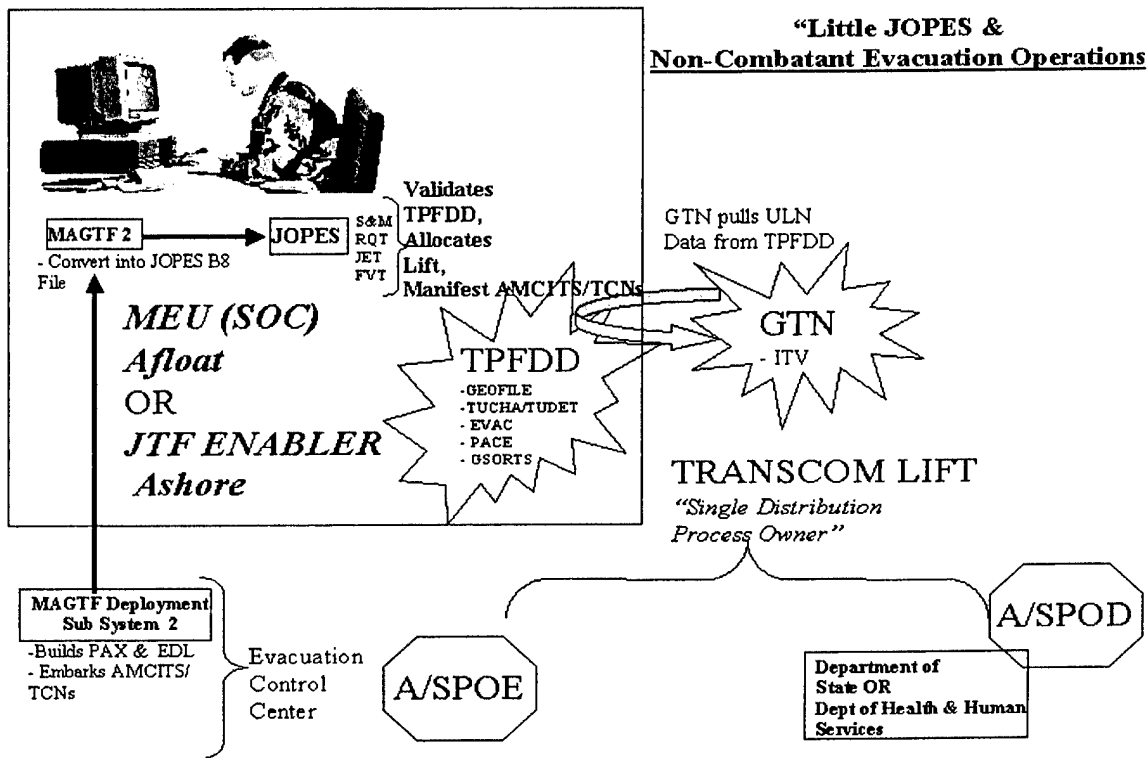 “Little JOPES &
Non-Combatant Evacuation Operations
MAGTF 2
- Convert into JOPES B8
File
JOPES
S&M
RQT
JET
FVT
Validates
TPFDD,
Allocates
Lift,
Manifest AMCITS/TCNs
GTN pulls ULN
Data from TPFDD
GTN
- ITV
MEU (SOC)
Afloat
OR
JTF ENABLER
Ashore
TPFDD
-GEOFILE
-TUCHA/TUDET
- EVAC
- PACE
- GSORTS
TRANSCOM LIFT
“Single Distribution
Process Owner”
MAGTF Deployment
Sub System 2
-Builds PAX & EDL
- Embarks AMCITS/
TCNs
Evacuation
Control
Center
A/SPOE
A/SPOD
Department of
State OR
Dept of Health & Human
Services